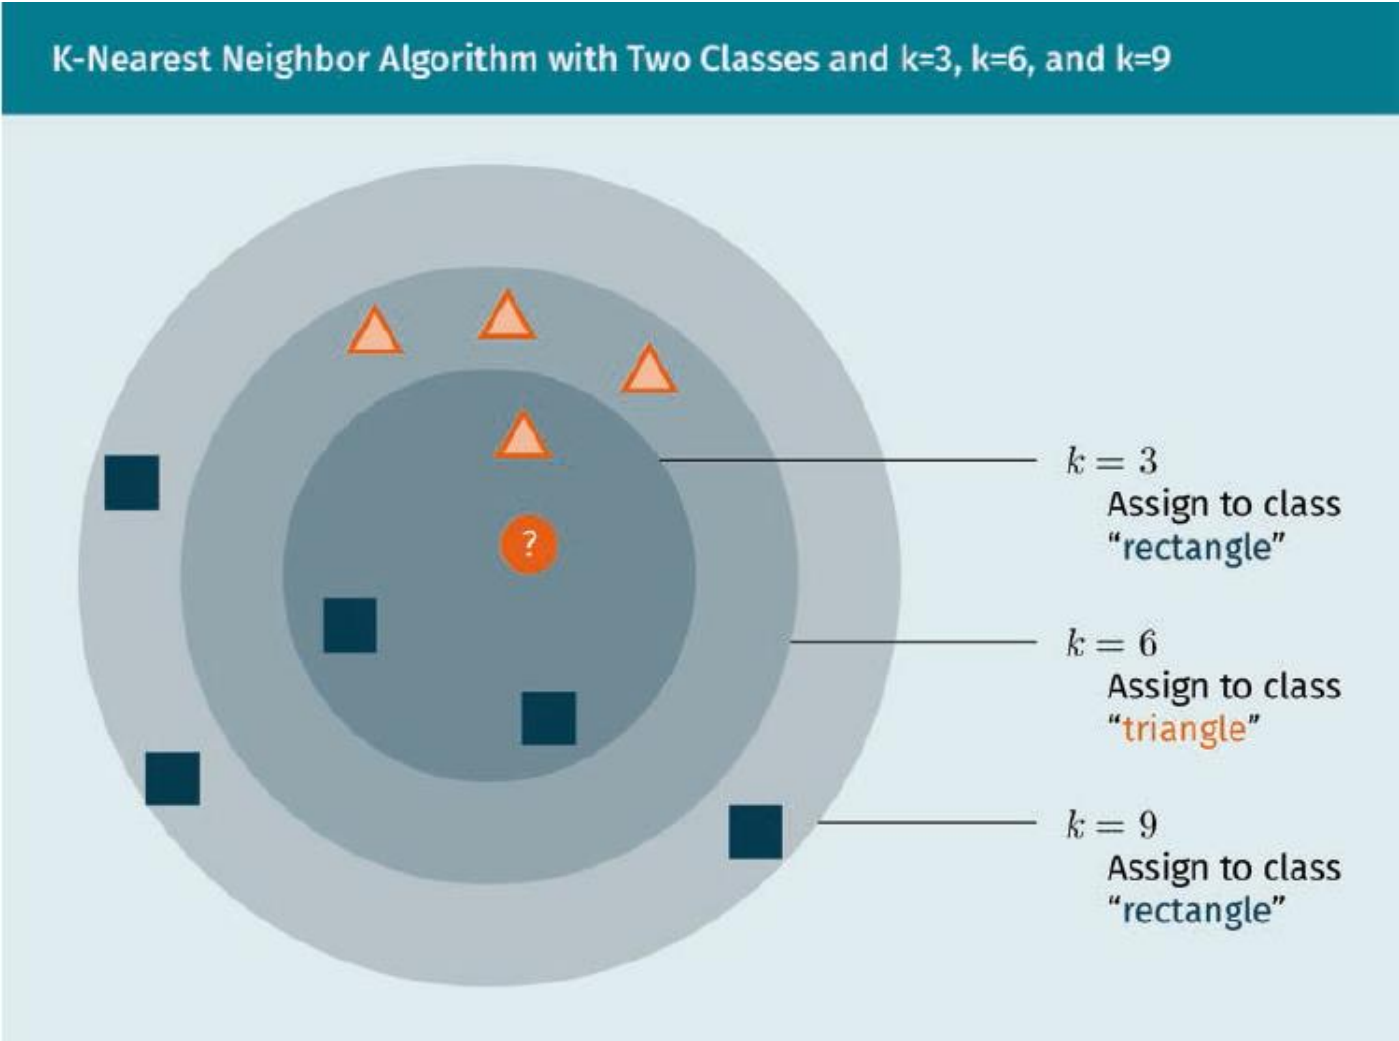 K-Nearest Neighbor Algorithm with Two Classes and k=3, k=6, and k=9
?
k = 3
Assign to class
“rectangle”
k = 6
Assign to class
“triangle”
k = 9
Assign to class
“rectangle”